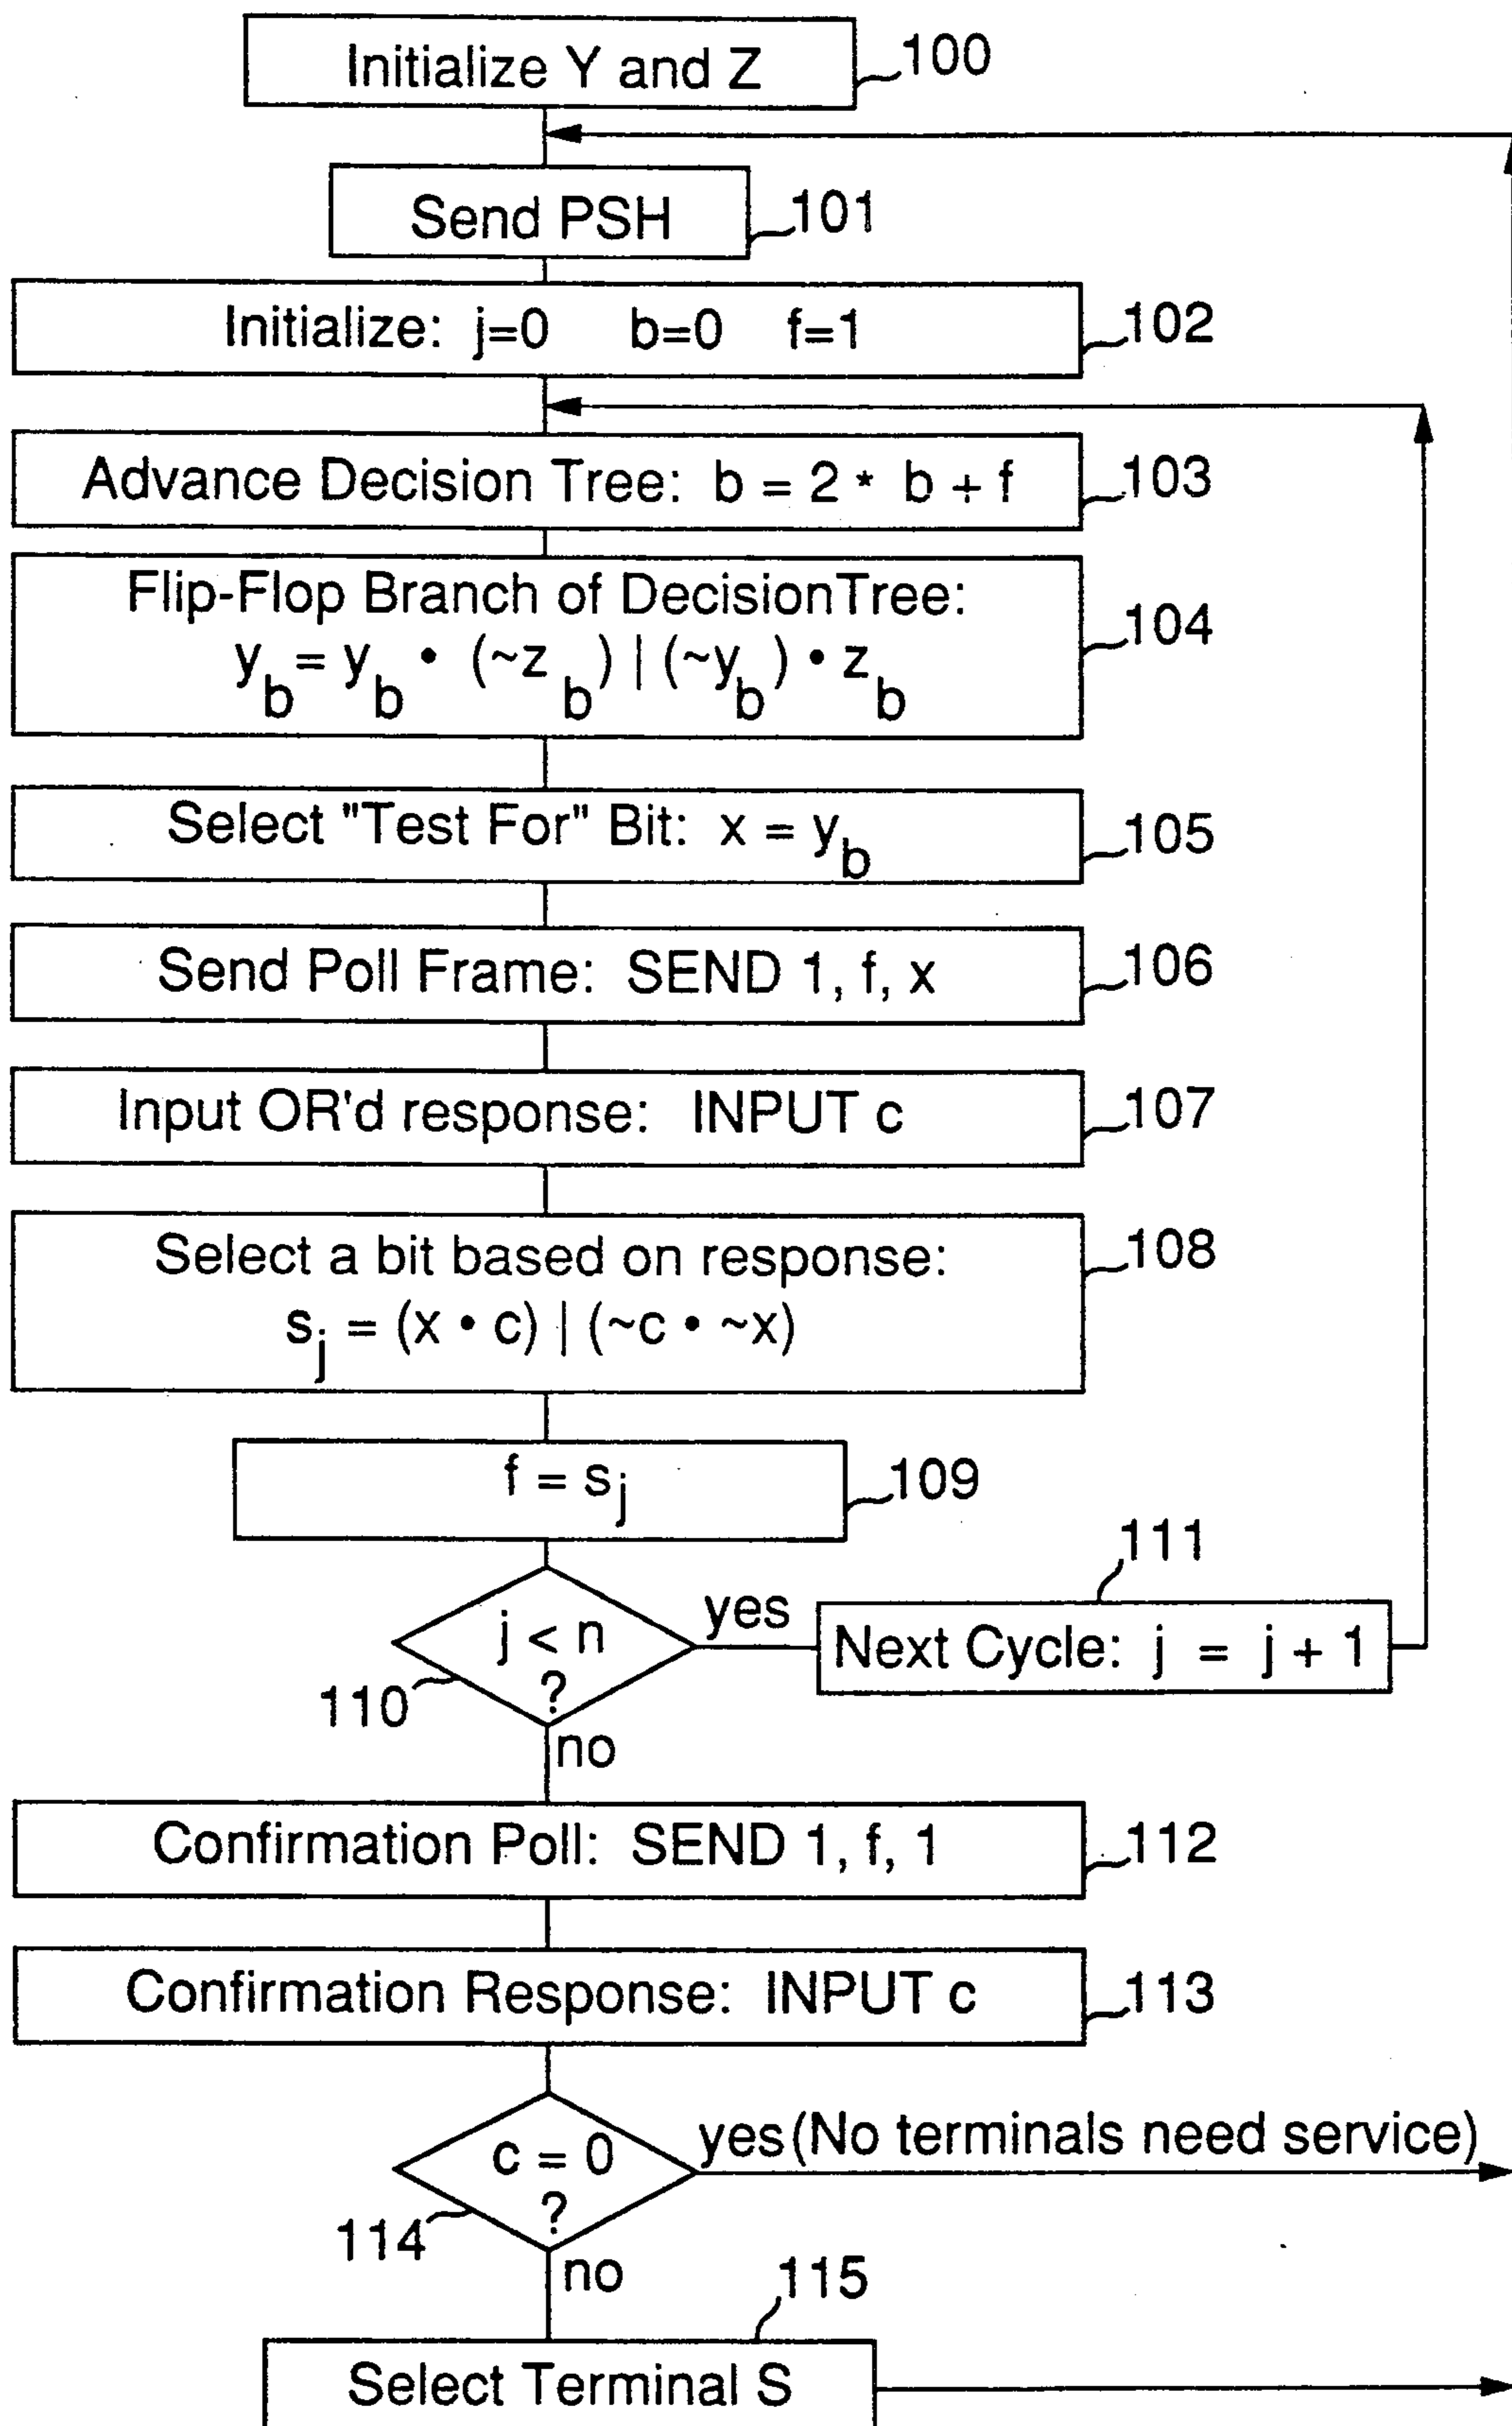 Initialize Y and Z
100
Send PSH
101
Initialize: j=0 b=0 f=1
102
Advance Decision Tree: b = 2 * b + f
103
Flip-Flop Branch of DecisionTree:
y_b = y_b • (~z_b) | (~y_b) • z_b
104
Select "Test For" Bit: x = y_b
105
Send Poll Frame: SEND 1, f, x
106
Input OR'd response: INPUT c
107
Select a bit based on response:
s_j = (x • c) | (~c • ~x)
108
f = s_j
109
j < n
?
110
yes
111
Next Cycle: j = j + 1
no
Confirmation Poll: SEND 1, f, 1
112
Confirmation Response: INPUT c
113
c = 0
?
114
yes (No terminals need service)
no
115
Select Terminal S